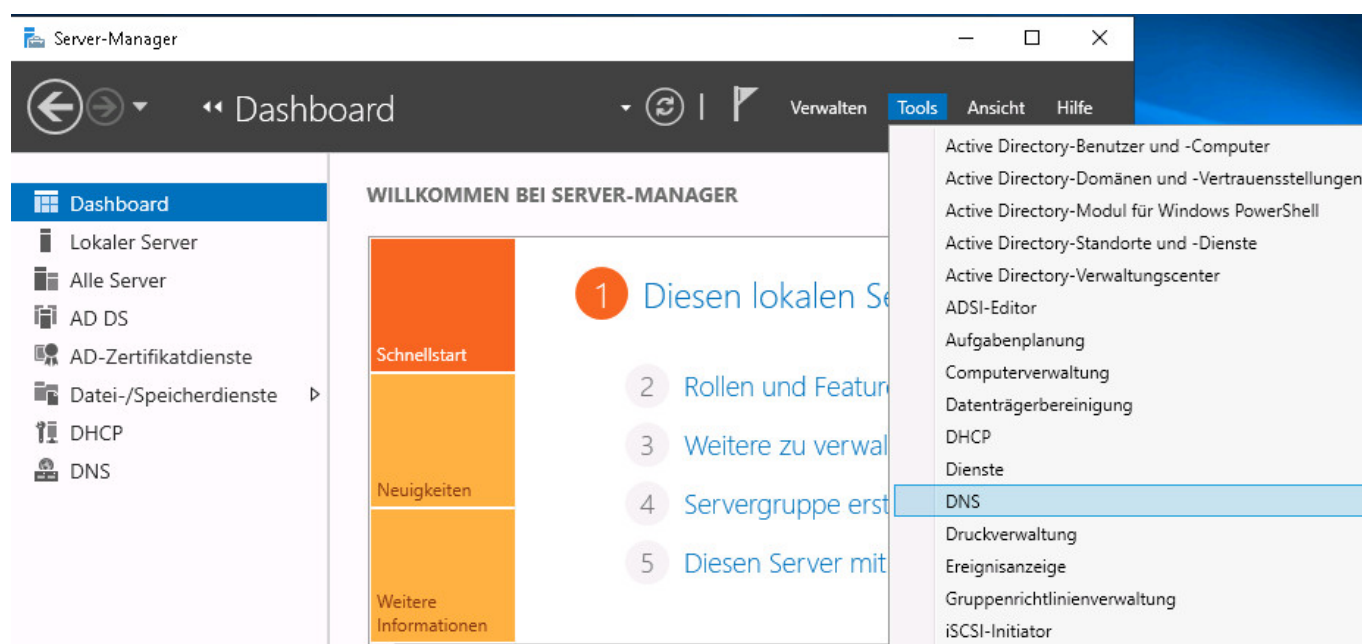 Server-Manager
Dashboard
Verwalten Tools Ansicht Hilfe
Dashboard
Lokaler Server
Alle Server
AD DS
AD-Zertifikatdienste
Datei-/Speicherdienste
DHCP
DNS
WILLKOMMEN BEI SERVER-MANAGER
Schnellstart
Neuigkeiten
Weitere
Informationen
1 Diesen lokalen
2 Rollen und
3 Weitere zu
4 Servergruppe
5 Diesen Server mit
Active Directory-Benutzer und -Computer
Active Directory-Domänen und -Vertrauensstellungen
Active Directory-Modul für Windows PowerShell
Active Directory-Standorte und -Dienste
Active Directory-Verwaltungscenter
ADSI-Editor
Aufgabenplanung
Computerverwaltung
Datenträgerbereinigung
DHCP
Dienste
DNS
Druckverwaltung
Ereignisanzeige
Gruppenrichtlinienverwaltung
iSCSI-Initiator